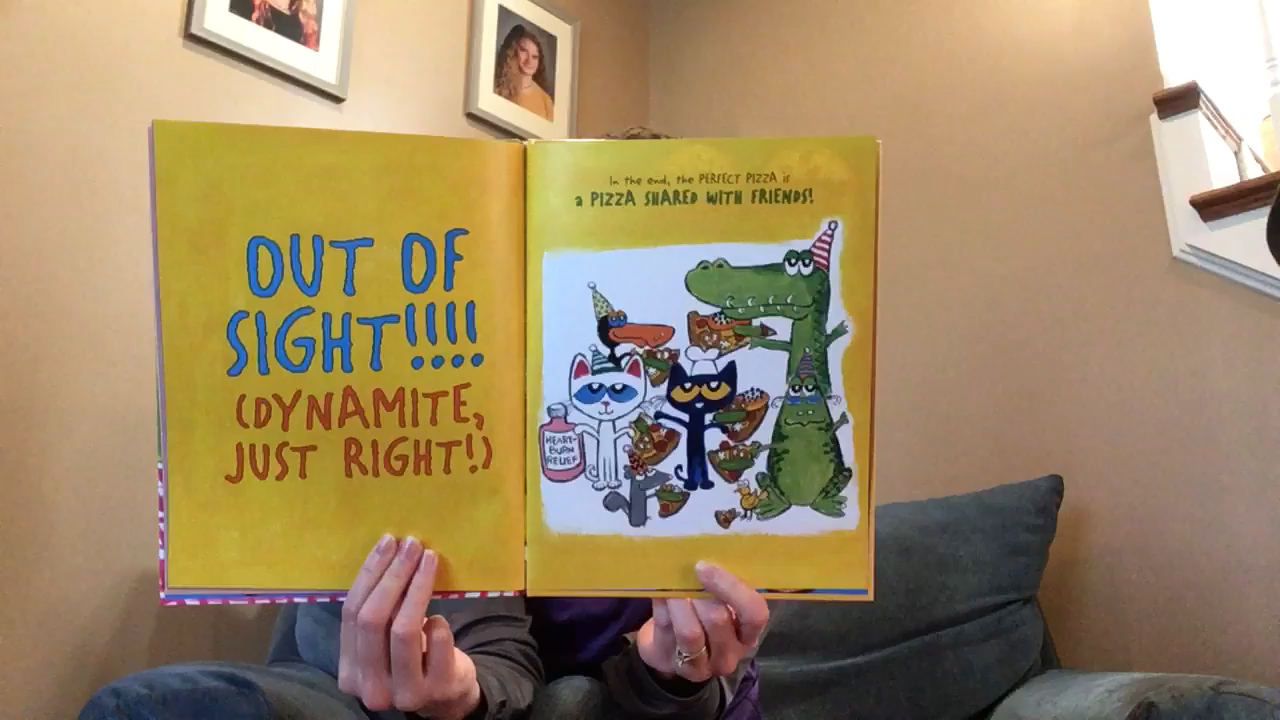 OUT OF
SIGHT!!!!
(DYNAMITE,
JUST RIGHT!)
In the end, the PERFECT PIZZA is
a PIZZA SHARED WITH FRIENDS!
HEART-
BURN
RELIEF